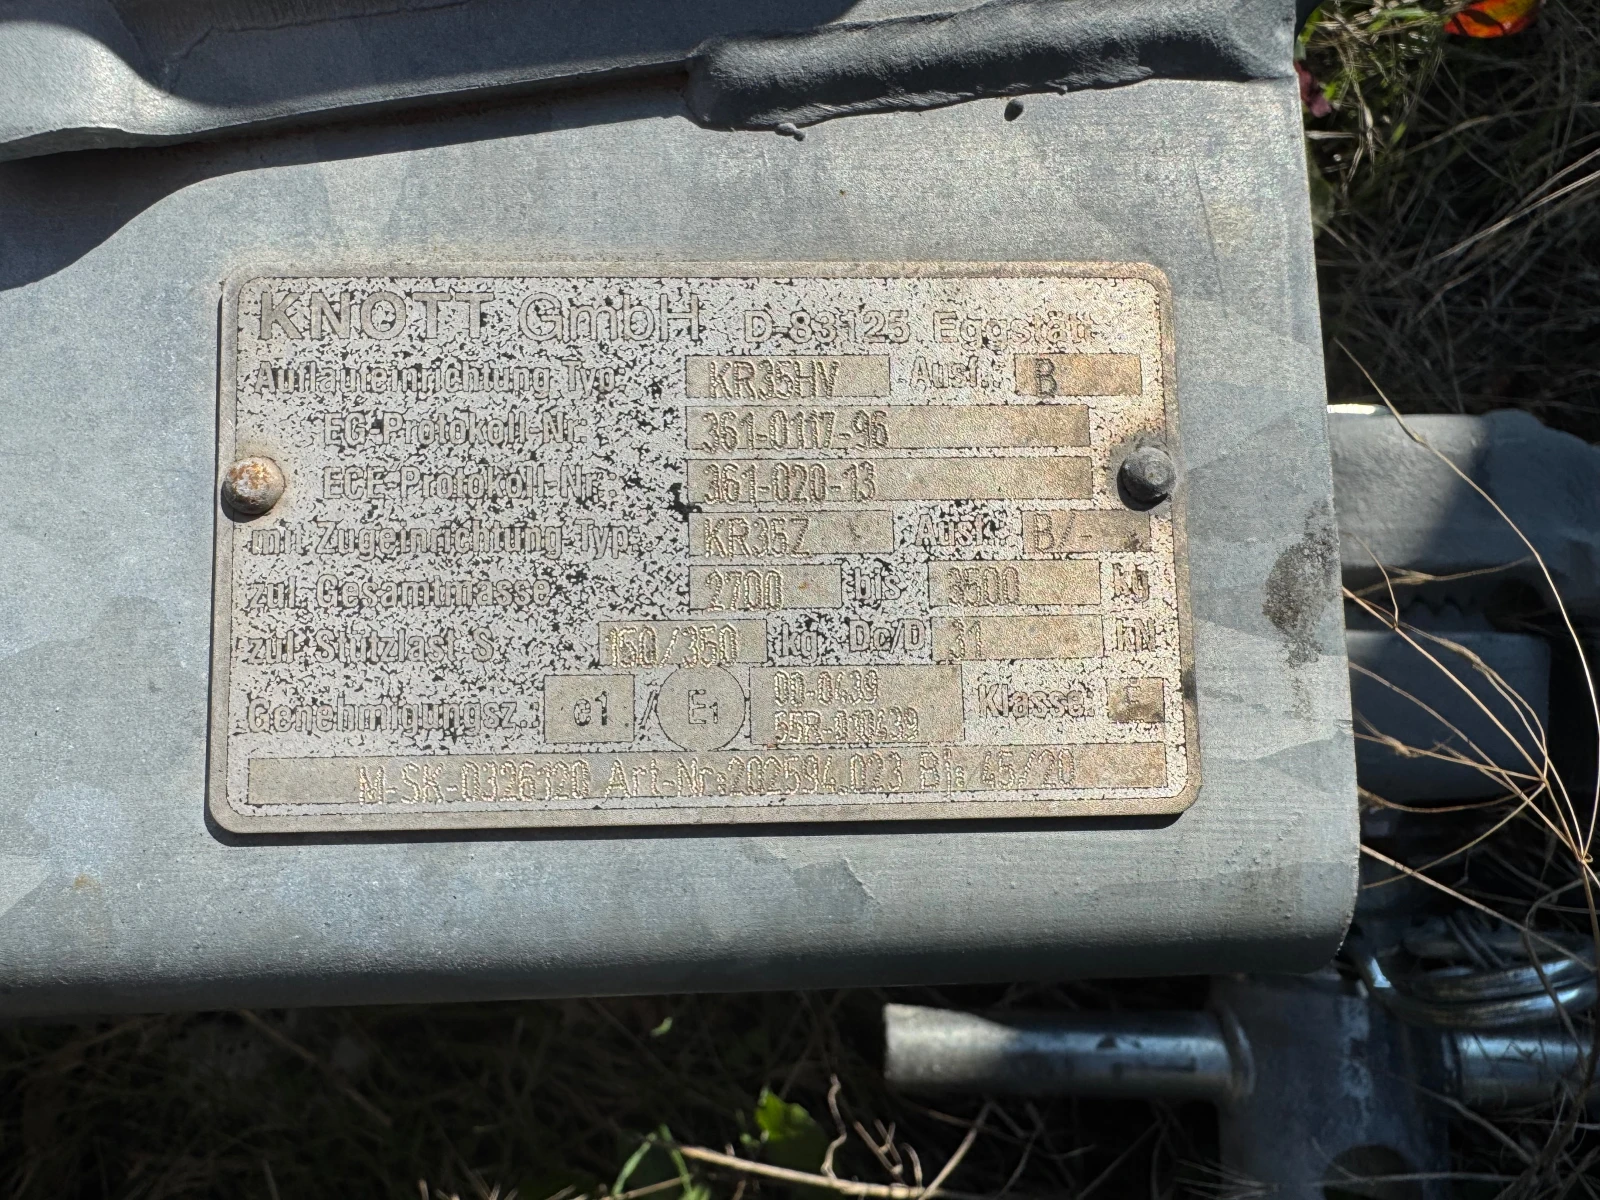 KNOTT GmbH D-83125 Eggstätt
Auflaufeinrichtung Typ: KR35HV Ausf.: B
EG-Protokoll-Nr.: 361-0117-96
ECE-Protokoll-Nr.: 361-020-13
mit Zugeinrichtung Typ: KR35Z Ausf.: B/-
zul. Gesamtmasse 2700 bis 3500 kg
zul. Stützlast S 150/350 kg Dc/D 31 kN
Genehmigungsz.: e1 / E1 00-0439 Klasse:
55R-010439
M-SK-0326120 Art-Nr:202594.023 Bj: 45/20